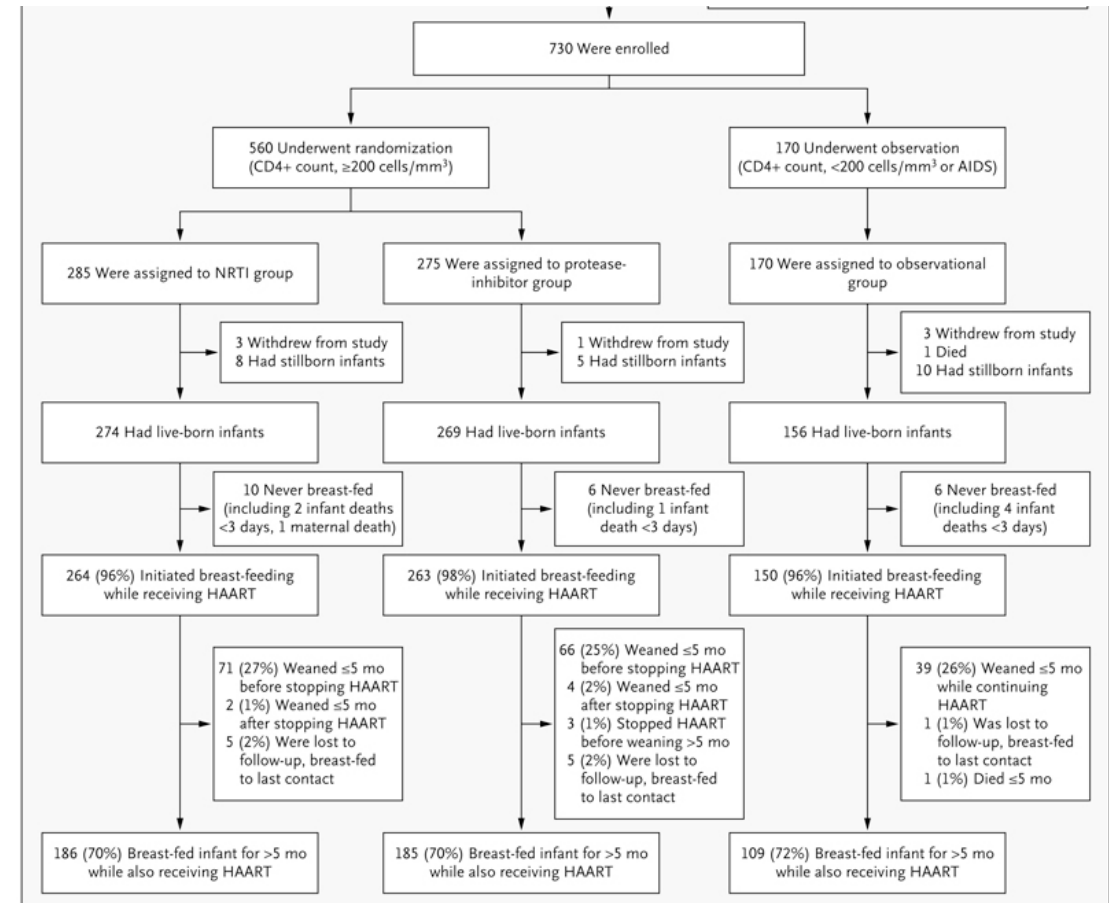 730 Were enrolled
560 Underwent randomization
(CD4+ count, ≥200 cells/mm³)
170 Underwent observation
(CD4+ count, <200 cells/mm³ or AIDS)
285 Were assigned to NRTI group
275 Were assigned to protease-
inhibitor group
170 Were assigned to observational
group
3 Withdrew from study
8 Had stillborn infants
1 Withdrew from study
5 Had stillborn infants
3 Withdrew from study
1 Died
10 Had stillborn infants
274 Had live-born infants
269 Had live-born infants
156 Had live-born infants
10 Never breast-fed
(including 2 infant deaths
<3 days, 1 maternal death)
6 Never breast-fed
(including 1 infant
death <3 days)
6 Never breast-fed
(including 4 infant
deaths <3 days)
264 (96%) Initiated breast-feeding
while receiving HAART
263 (98%) Initiated breast-feeding
while receiving HAART
150 (96%) Initiated breast-feeding
while receiving HAART
71 (27%) Weaned ≤5 mo
before stopping HAART
2 (1%) Weaned ≤5 mo
after stopping HAART
5 (2%) Were lost to
follow-up, breast-fed
to last contact
66 (25%) Weaned ≤5 mo
before stopping HAART
4 (2%) Weaned ≤5 mo
after stopping HAART
3 (1%) Stopped HAART
before weaning >5 mo
5 (2%) Were lost to
follow-up, breast-fed
to last contact
39 (26%) Weaned ≤5 mo
while continuing
HAART
1 (1%) Was lost to
follow-up, breast-fed
to last contact
1 (1%) Died ≤5 mo
186 (70%) Breast-fed infant for >5 mo
while also receiving HAART
185 (70%) Breast-fed infant for >5 mo
while also receiving HAART
109 (72%) Breast-fed infant for >5 mo
while also receiving HAART